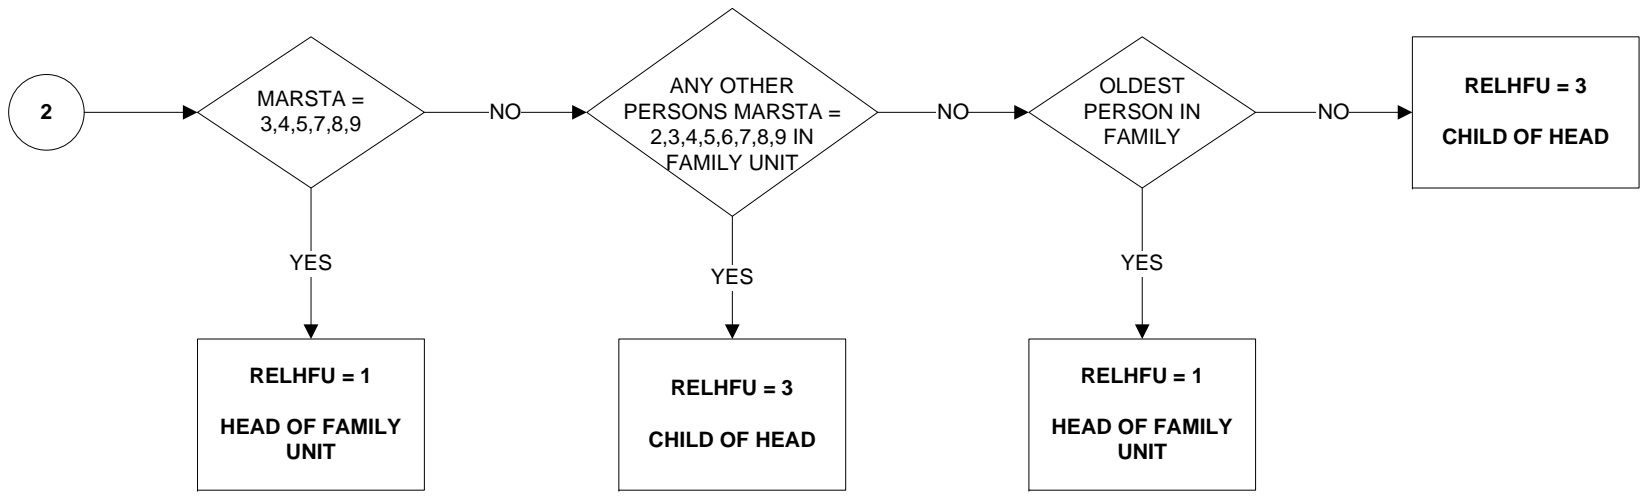 2
MARSTA =
3,4,5,7,8,9
NO
ANY OTHER
PERSONS MARSTA =
2,3,4,5,6,7,8,9 IN
FAMILY UNIT
NO
OLDEST
PERSON IN
FAMILY
NO
RELHFU = 3
CHILD OF HEAD
YES
YES
YES
RELHFU = 1
HEAD OF FAMILY
UNIT
RELHFU = 3
CHILD OF HEAD
RELHFU = 1
HEAD OF FAMILY
UNIT